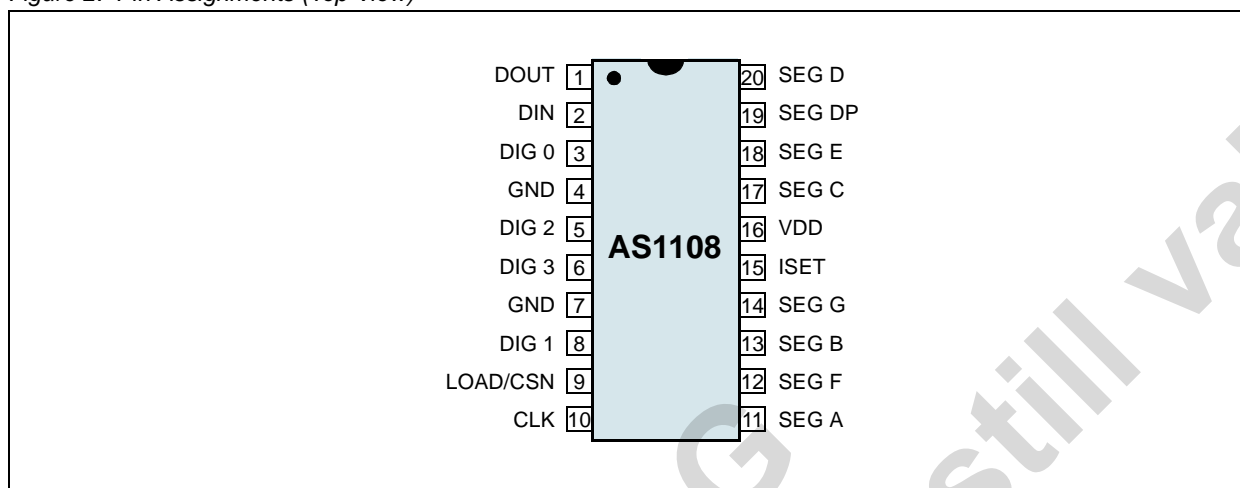 Figure 2. Pin Assignments (Top View)
DOUT 1
DIN 2
DIG 0 3
GND 4
DIG 2 5
DIG 3 6
GND 7
DIG 1 8
LOAD/CSN 9
CLK 10
AS1108
20 SEG D
19 SEG DP
18 SEG E
17 SEG C
16 VDD
15 ISET
14 SEG G
13 SEG B
12 SEG F
11 SEG A
G
still va